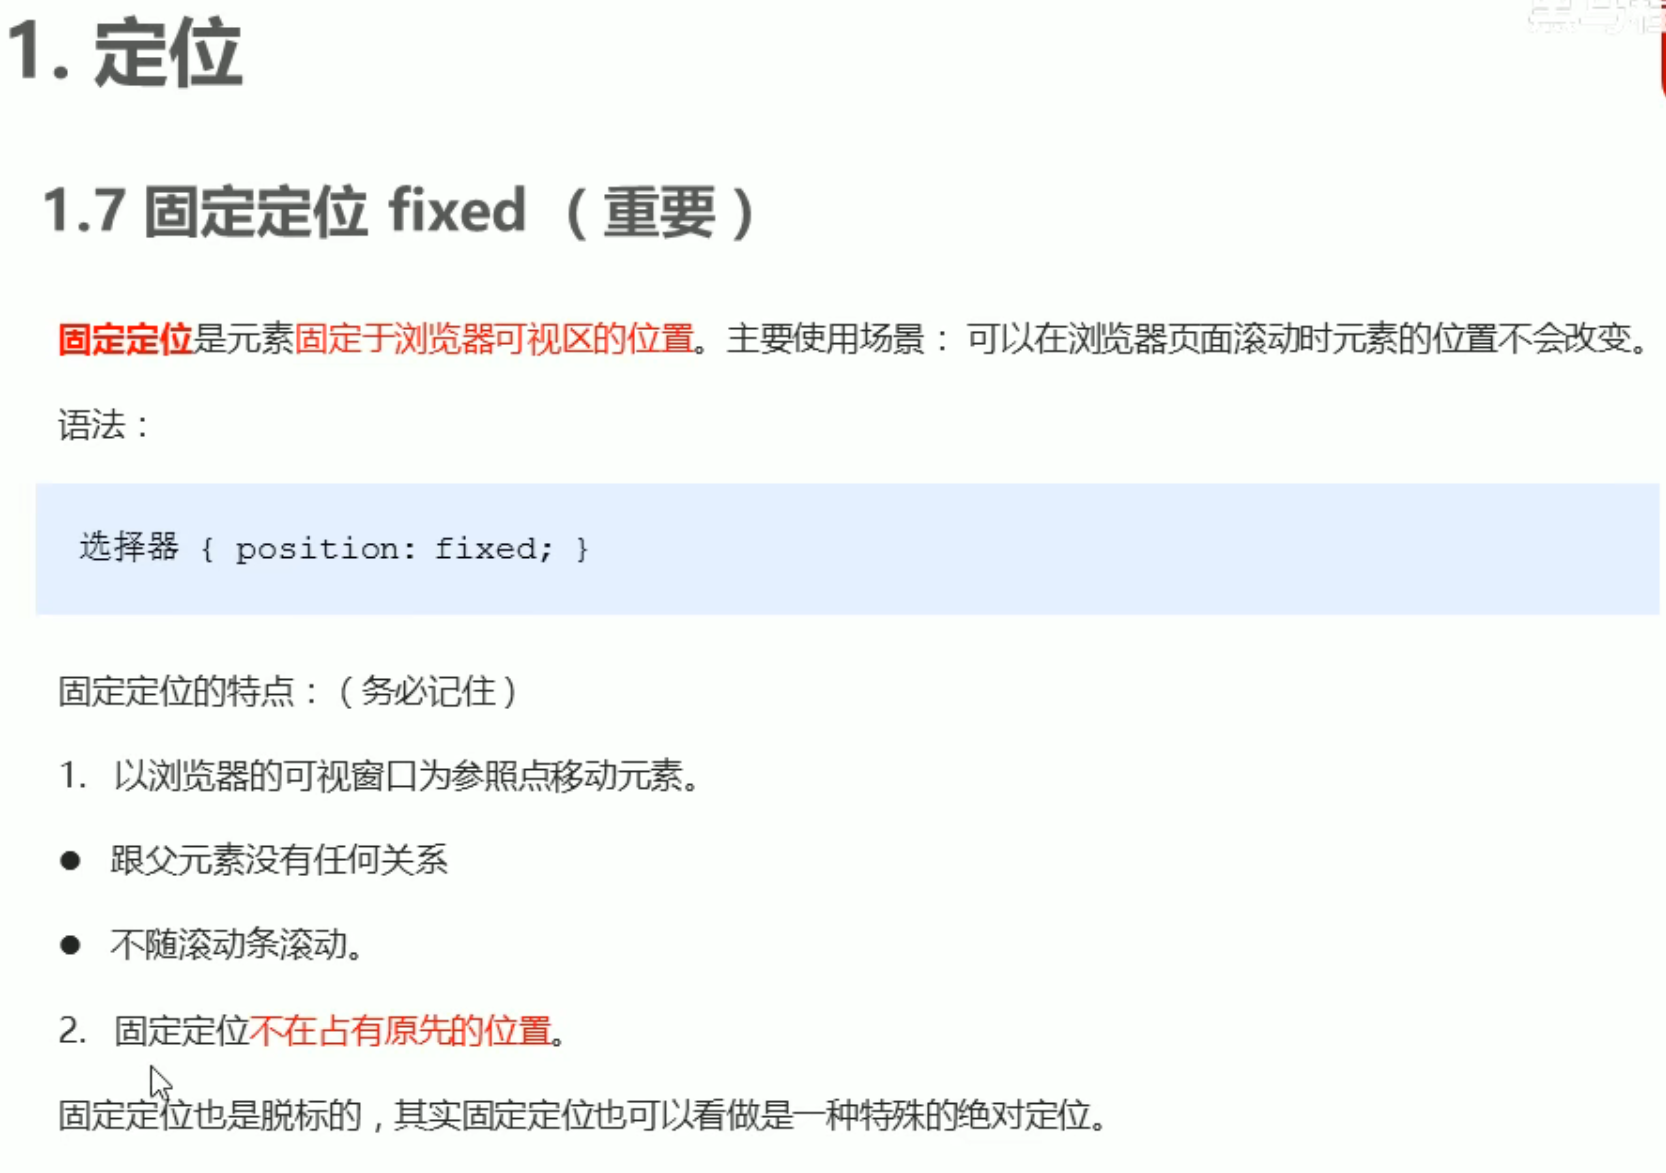 1. 定位
1.7 固定定位 fixed （重要）
固定定位是元素固定于浏览器可视区的位置。主要使用场景： 可以在浏览器页面滚动时元素的位置不会改变。
语法：
选择器 { position: fixed; }
固定定位的特点：（务必记住）
1. 以浏览器的可视窗口为参照点移动元素。
● 跟父元素没有任何关系
● 不随滚动条滚动。
2. 固定定位不在占有原先的位置。
固定定位也是脱标的，其实固定定位也可以看做是一种特殊的绝对定位。